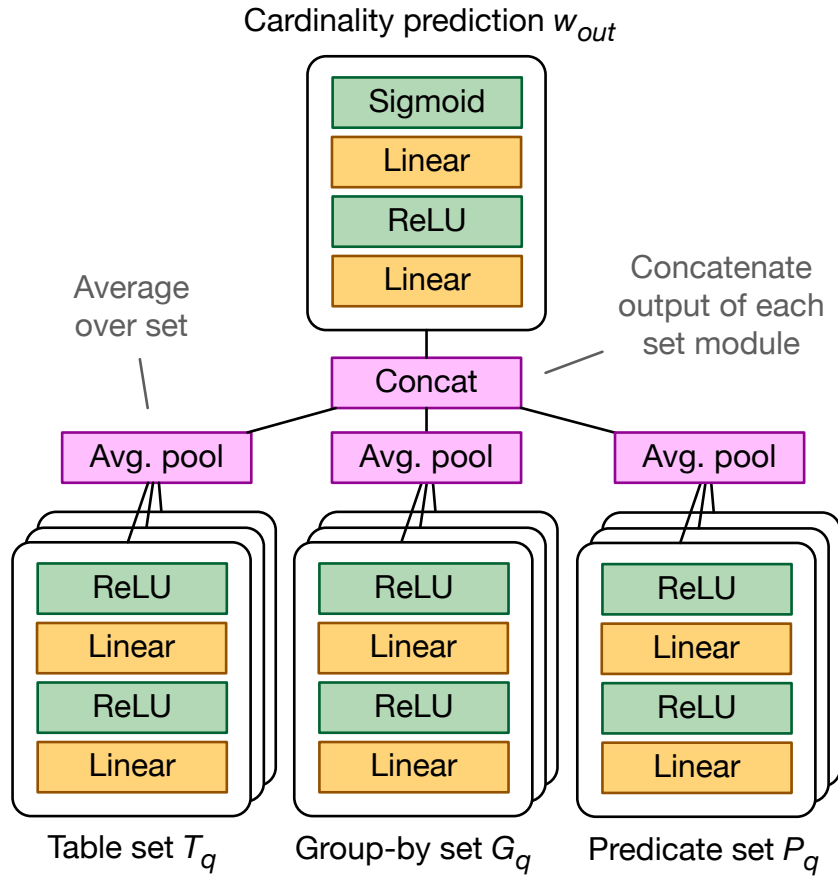 Cardinality prediction w_out
Sigmoid
Linear
ReLU
Linear
Average
over set
Concatenate
output of each
set module
Concat
Avg. pool
Avg. pool
Avg. pool
ReLU
Linear
ReLU
Linear
ReLU
Linear
ReLU
Linear
ReLU
Linear
ReLU
Linear
Table set T_q
Group-by set G_q
Predicate set P_q